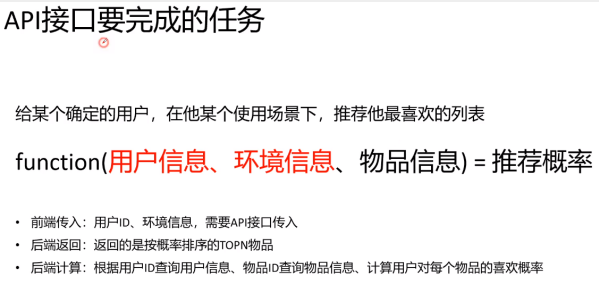 API接口要完成的任务
给某个确定的用户，在他某个使用场景下，推荐他最喜欢的列表
function(用户信息、环境信息、物品信息) = 推荐概率
• 前端传入：用户ID、环境信息，需要API接口传入
• 后端返回：返回的是按概率排序的TOPN物品
• 后端计算：根据用户ID查询用户信息、物品ID查询物品信息、计算用户对每个物品的喜欢概率